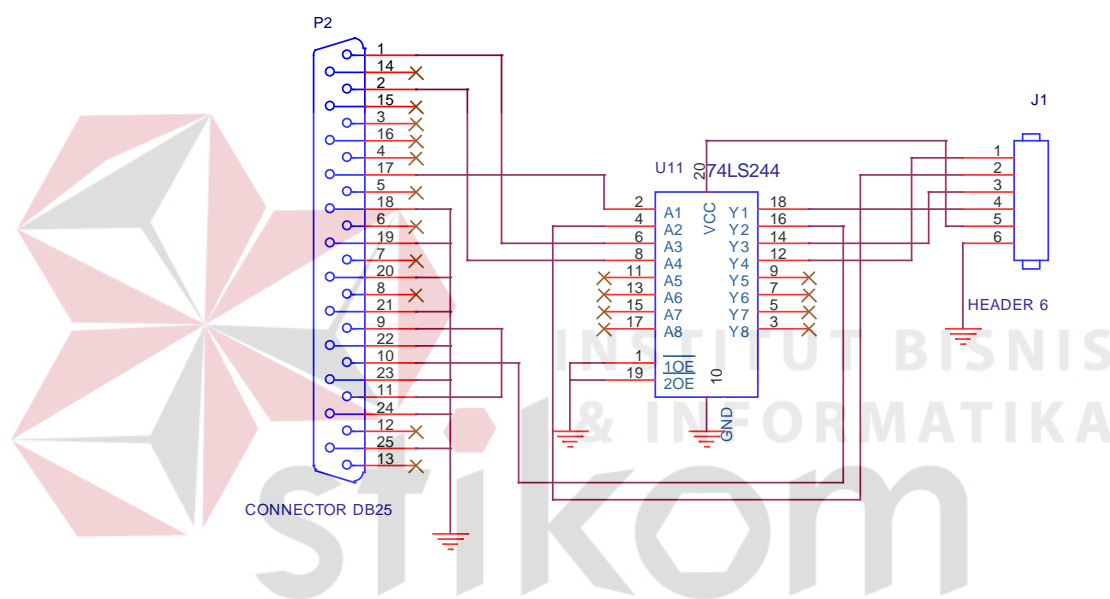 P2
1
14
2
15
3
16
4
17
5
18
6
19
7
20
8
21
9
22
10
23
11
24
12
25
13
CONNECTOR DB25
U11
74LS244
20
VCC
2
4
6
8
11
13
15
17
1
19
A1
A2
A3
A4
A5
A6
A7
A8
1OE
2OE
Y1
Y2
Y3
Y4
Y5
Y6
Y7
Y8
18
16
14
12
9
7
5
3
10
GND
J1
1
2
3
4
5
6
HEADER 6
INSTITUT BISNIS
& INFORMATIKA
stikom